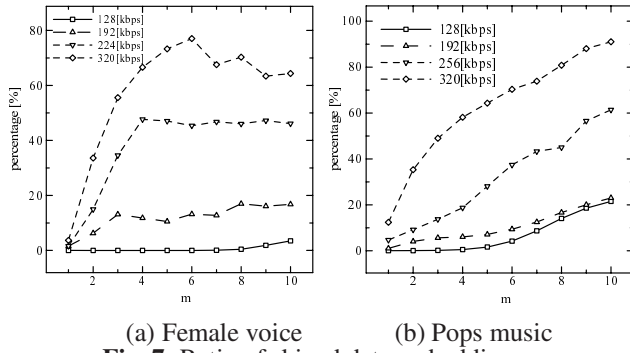 128[kbps]
192[kbps]
224[kbps]
320[kbps]
80
60
40
20
0
percentage [%]
2 4 6 8 10
m
(a) Female voice
128[kbps]
192[kbps]
256[kbps]
320[kbps]
100
80
60
40
20
0
percentage [%]
2 4 6 8 10
m
(b) Pops music